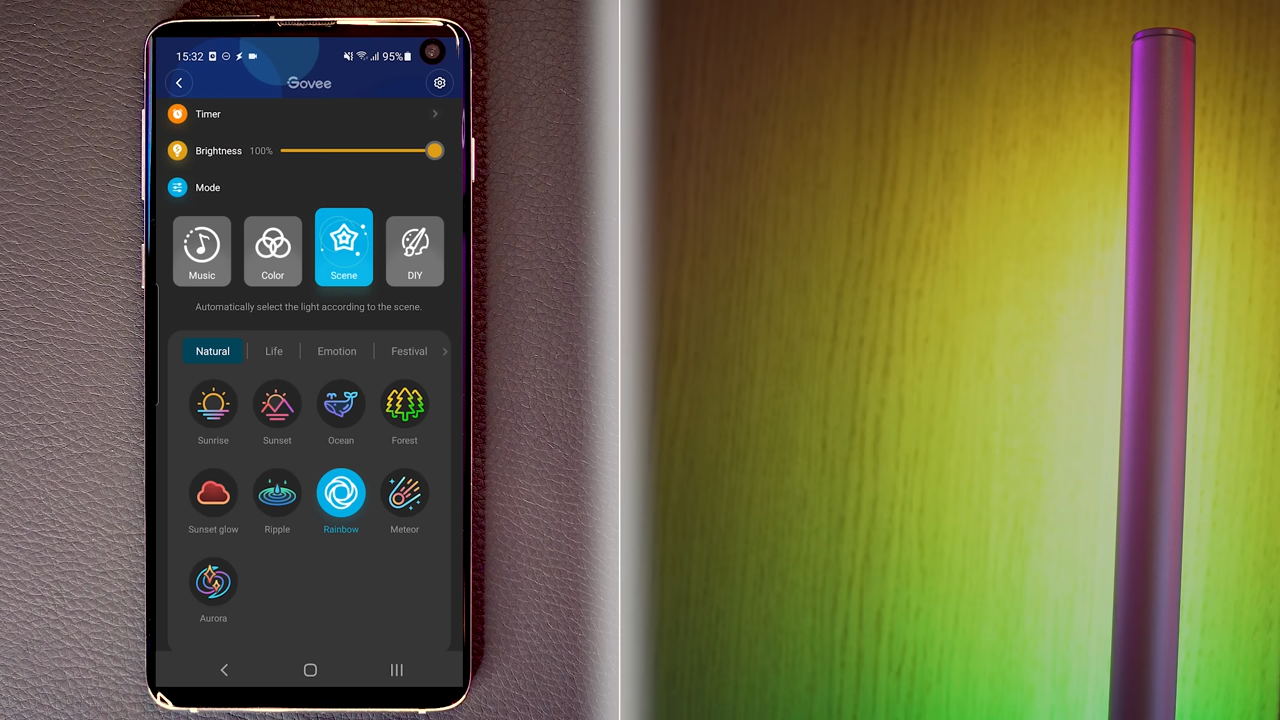 15:32 95%
Govee
Timer
Brightness 100%
Mode
Music Color Scene DIY
Automatically select the light according to the scene.
Natural Life Emotion Festival
Sunrise Sunset Ocean Forest
Sunset glow Ripple Rainbow Meteor
Aurora